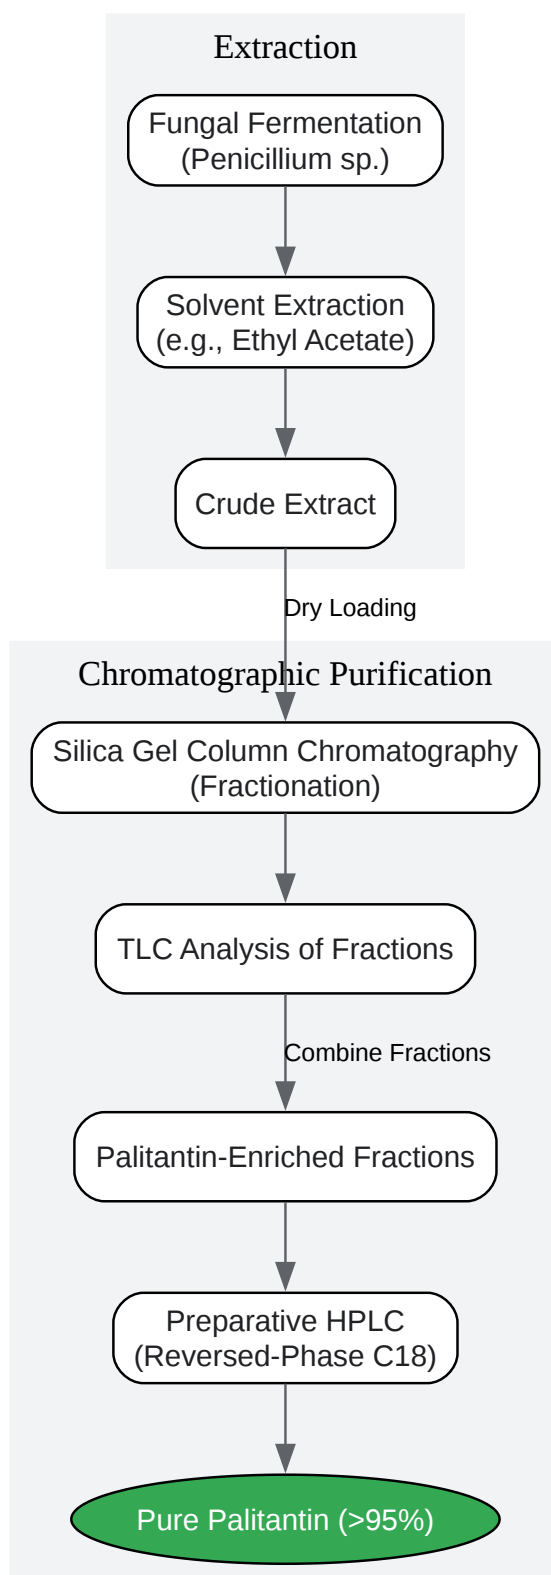 Extraction
Fungal Fermentation
(Penicillium sp.)
Solvent Extraction
(e.g., Ethyl Acetate)
Crude Extract
Dry Loading
Chromatographic Purification
Silica Gel Column Chromatography
(Fractionation)
TLC Analysis of Fractions
Combine Fractions
Palitantin-Enriched Fractions
Preparative HPLC
(Reversed-Phase C18)
Pure Palitantin (>95%)